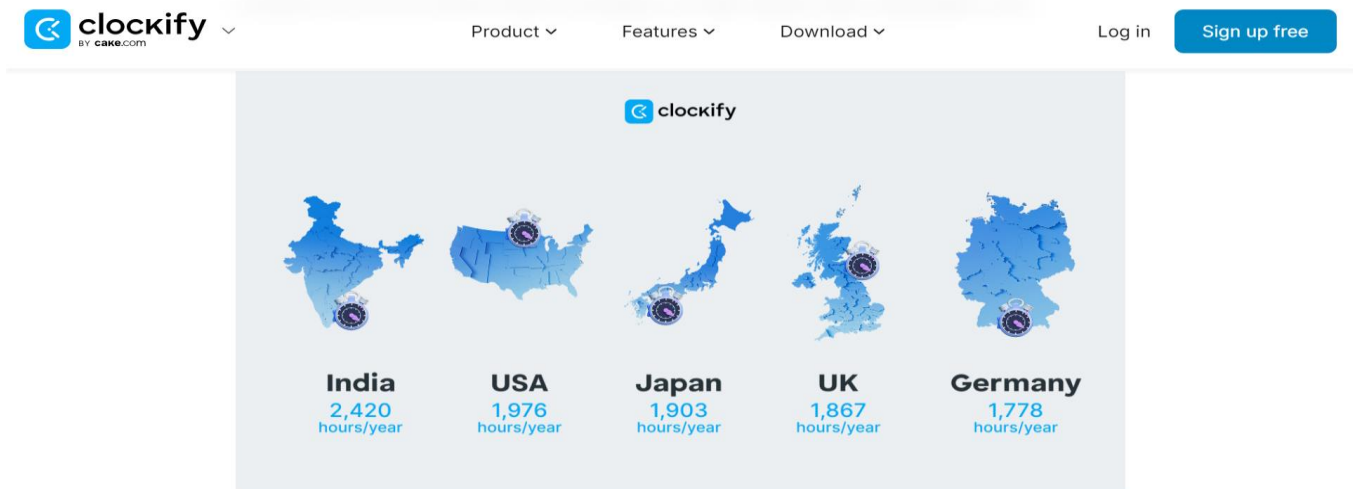 clockify
BY cake.com
Product
Features
Download
Log in
Sign up free
clockify
India
2,420
hours/year
USA
1,976
hours/year
Japan
1,903
hours/year
UK
1,867
hours/year
Germany
1,778
hours/year